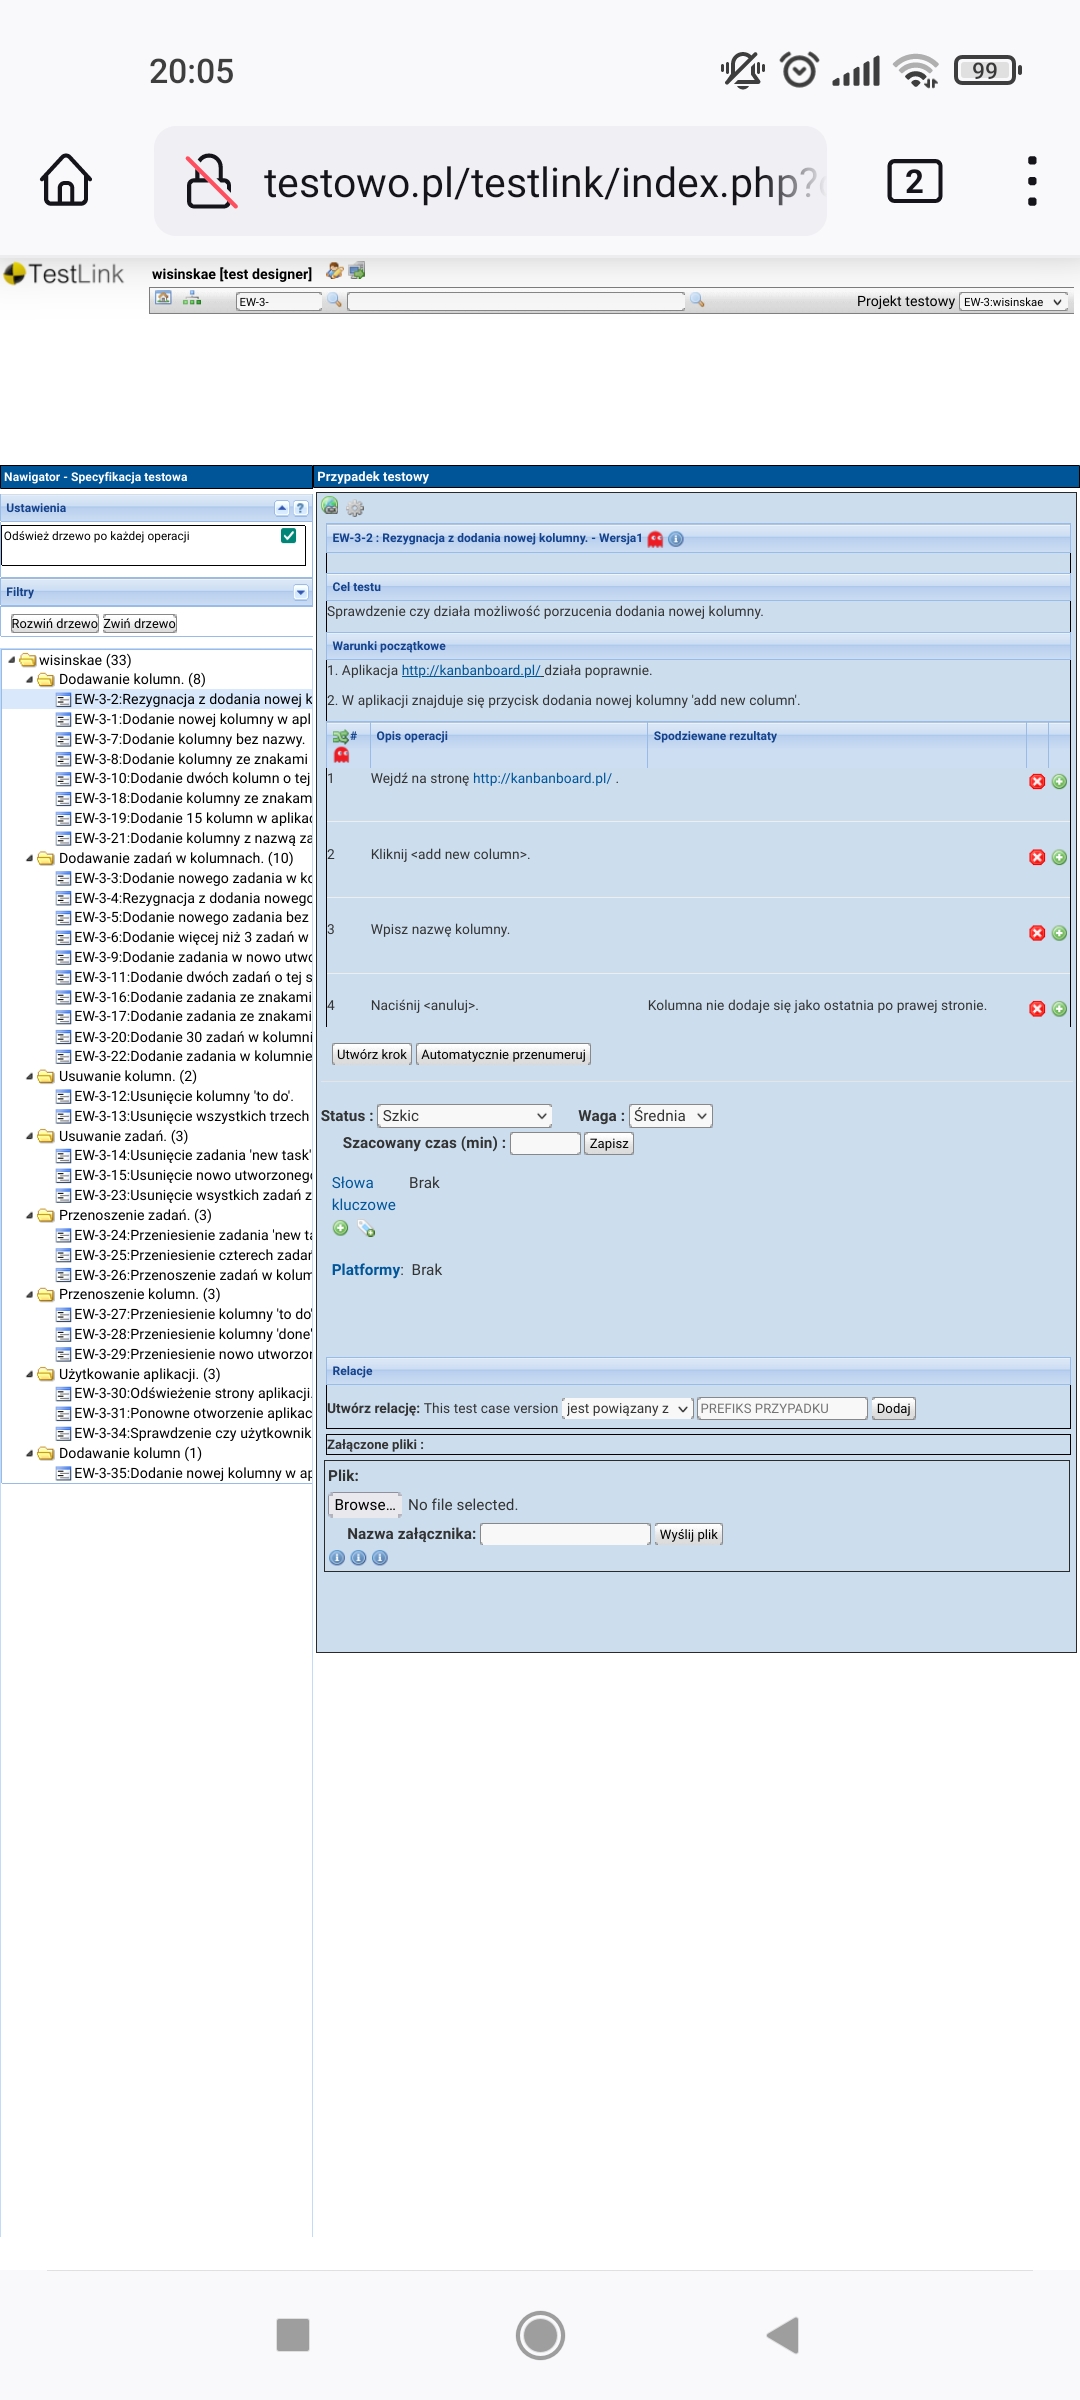 20:05
99
testowo.pl/testlink/index.php?
2
TestLink
wisinskae [test designer]
EW-3-
Projekt testowy EW-3:wisinskae
Nawigator - Specyfikacja testowa
Ustawienia
Odśwież drzewo po każdej operacji
Filtry
Rozwiń drzewo Zwiń drzewo
wisinskae (33)
Dodawanie kolumn. (8)
EW-3-2:Rezygnacja z dodania nowej k
EW-3-1:Dodanie nowej kolumny w apl
EW-3-7:Dodanie kolumny bez nazwy.
EW-3-8:Dodanie kolumny ze znakami
EW-3-10:Dodanie dwóch kolumn o tej
EW-3-18:Dodanie kolumny ze znakam
EW-3-19:Dodanie 15 kolumn w aplikac
EW-3-21:Dodanie kolumny z nazwą za
Dodawanie zadań w kolumnach. (10)
EW-3-3:Dodanie nowego zadania w ko
EW-3-4:Rezygnacja z dodania nowego
EW-3-5:Dodanie nowego zadania bez
EW-3-6:Dodanie więcej niż 3 zadań w
EW-3-9:Dodanie zadania w nowo utwo
EW-3-11:Dodanie dwóch zadań o tej s
EW-3-16:Dodanie zadania ze znakami
EW-3-17:Dodanie zadania ze znakami
EW-3-20:Dodanie 30 zadań w kolumni
EW-3-22:Dodanie zadania w kolumnie
Usuwanie kolumn. (2)
EW-3-12:Usunięcie kolumny 'to do'.
EW-3-13:Usunięcie wszystkich trzech
Usuwanie zadań. (3)
EW-3-14:Usunięcie zadania 'new task'
EW-3-15:Usunięcie nowo utworzonego
EW-3-23:Usunięcie wsystkich zadań z
Przenoszenie zadań. (3)
EW-3-24:Przeniesienie zadania 'new ta
EW-3-25:Przeniesienie czterech zadań
EW-3-26:Przenoszenie zadań w kolum
Przenoszenie kolumn. (3)
EW-3-27:Przeniesienie kolumny 'to do'
EW-3-28:Przeniesienie kolumny 'done'
EW-3-29:Przeniesienie nowo utworzor
Użytkowanie aplikacji. (3)
EW-3-30:Odświeżenie strony aplikacji.
EW-3-31:Ponowne otworzenie aplikac
EW-3-34:Sprawdzenie czy użytkownik
Dodawanie kolumn (1)
EW-3-35:Dodanie nowej kolumny w ap
Przypadek testowy
EW-3-2 : Rezygnacja z dodania nowej kolumny. - Wersja1
Cel testu
Sprawdzenie czy działa możliwość porzucenia dodania nowej kolumny.
Warunki początkowe
1. Aplikacja http://kanbanboard.pl/ działa poprawnie.
2. W aplikacji znajduje się przycisk dodania nowej kolumny 'add new column'.
# Opis operacji Spodziewane rezultaty
1 Wejdź na stronę http://kanbanboard.pl/ .
2 Kliknij <add new column>.
3 Wpisz nazwę kolumny.
4 Naciśnij <anuluj>. Kolumna nie dodaje się jako ostatnia po prawej stronie.
Utwórz krok Automatycznie przenumeruj
Status : Szkic Waga : Średnia
Szacowany czas (min) : Zapisz
Słowa Brak
kluczowe
Platformy: Brak
Relacje
Utwórz relację: This test case version jest powiązany z PREFIKS PRZYPADKU Dodaj
Załączone pliki :
Plik:
Browse... No file selected.
Nazwa załącznika: Wyślij plik